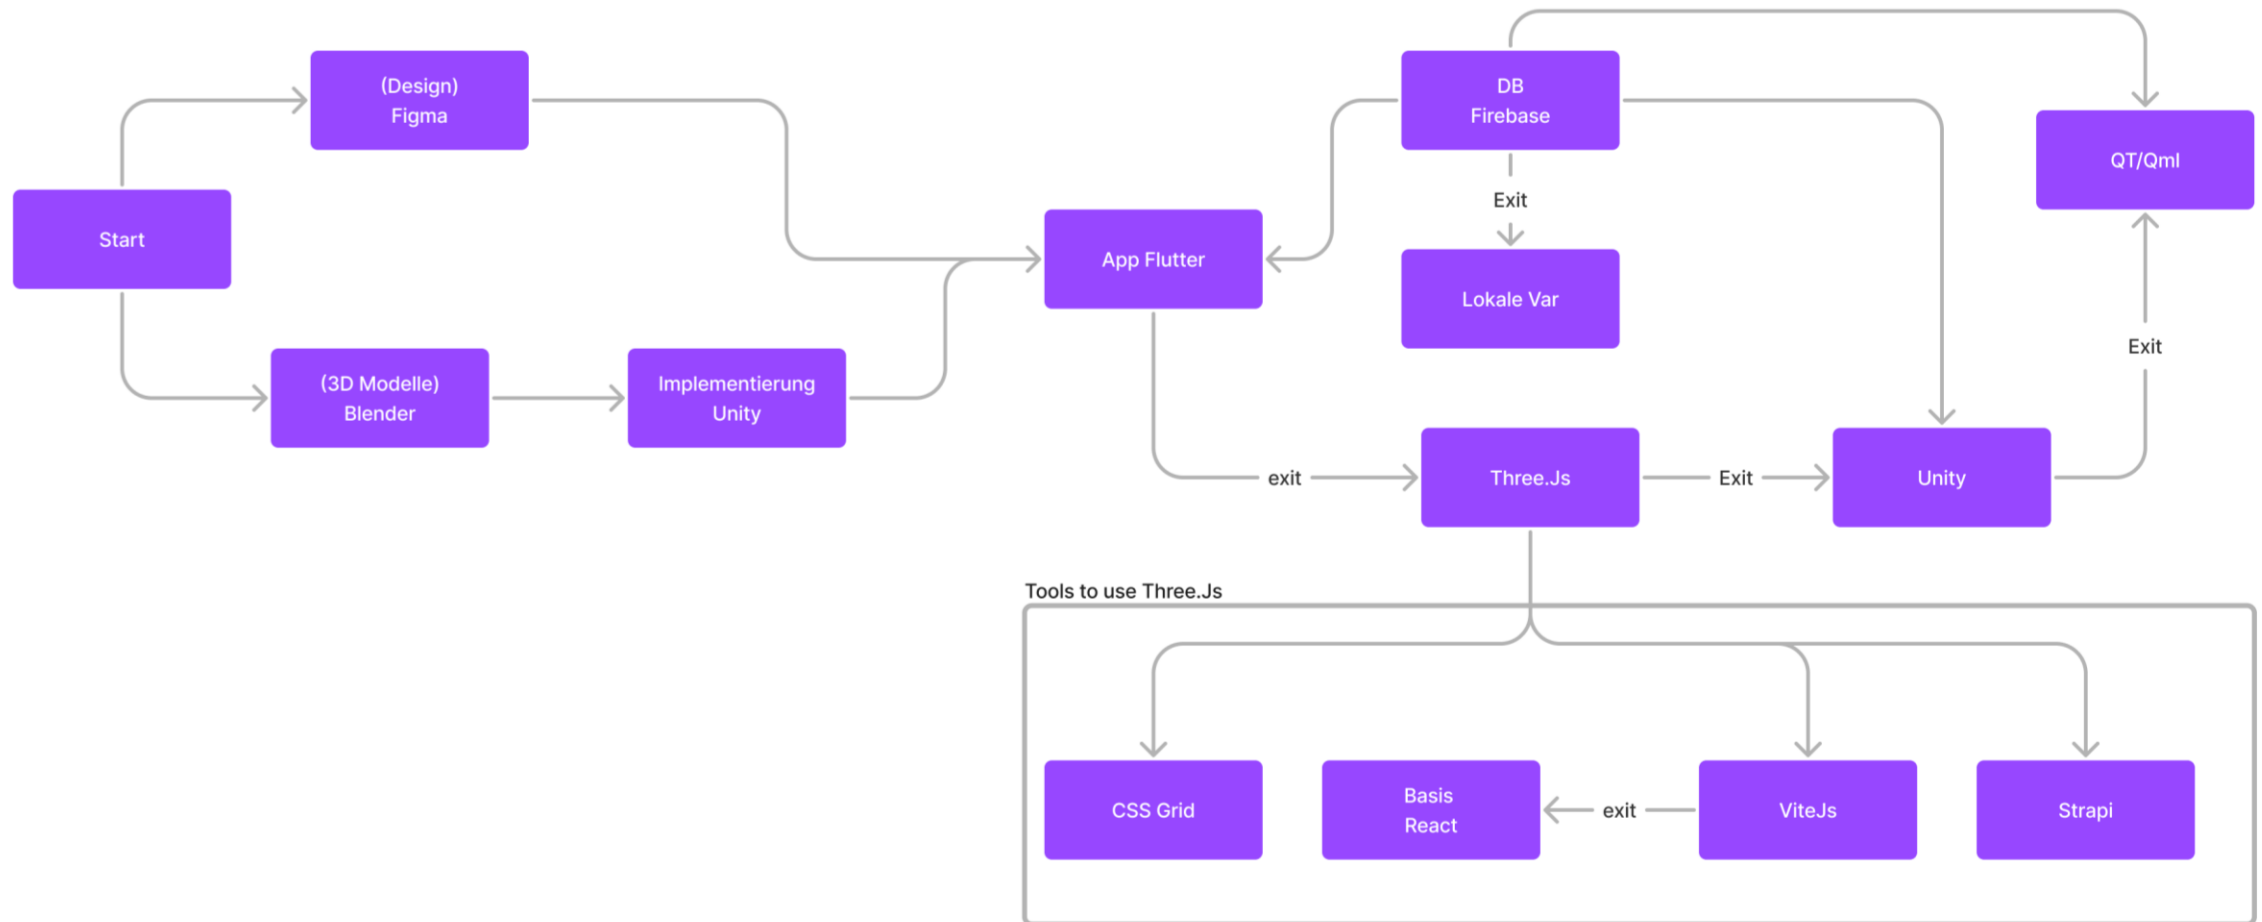 (Design)
Figma
DB
Firebase
QT/Qml
Exit
Start
App Flutter
Lokale Var
Exit
(3D Modelle)
Blender
Implementierung
Unity
exit
Three.Js
Exit
Unity
Tools to use Three.Js
CSS Grid
Basis
React
exit
ViteJs
Strapi